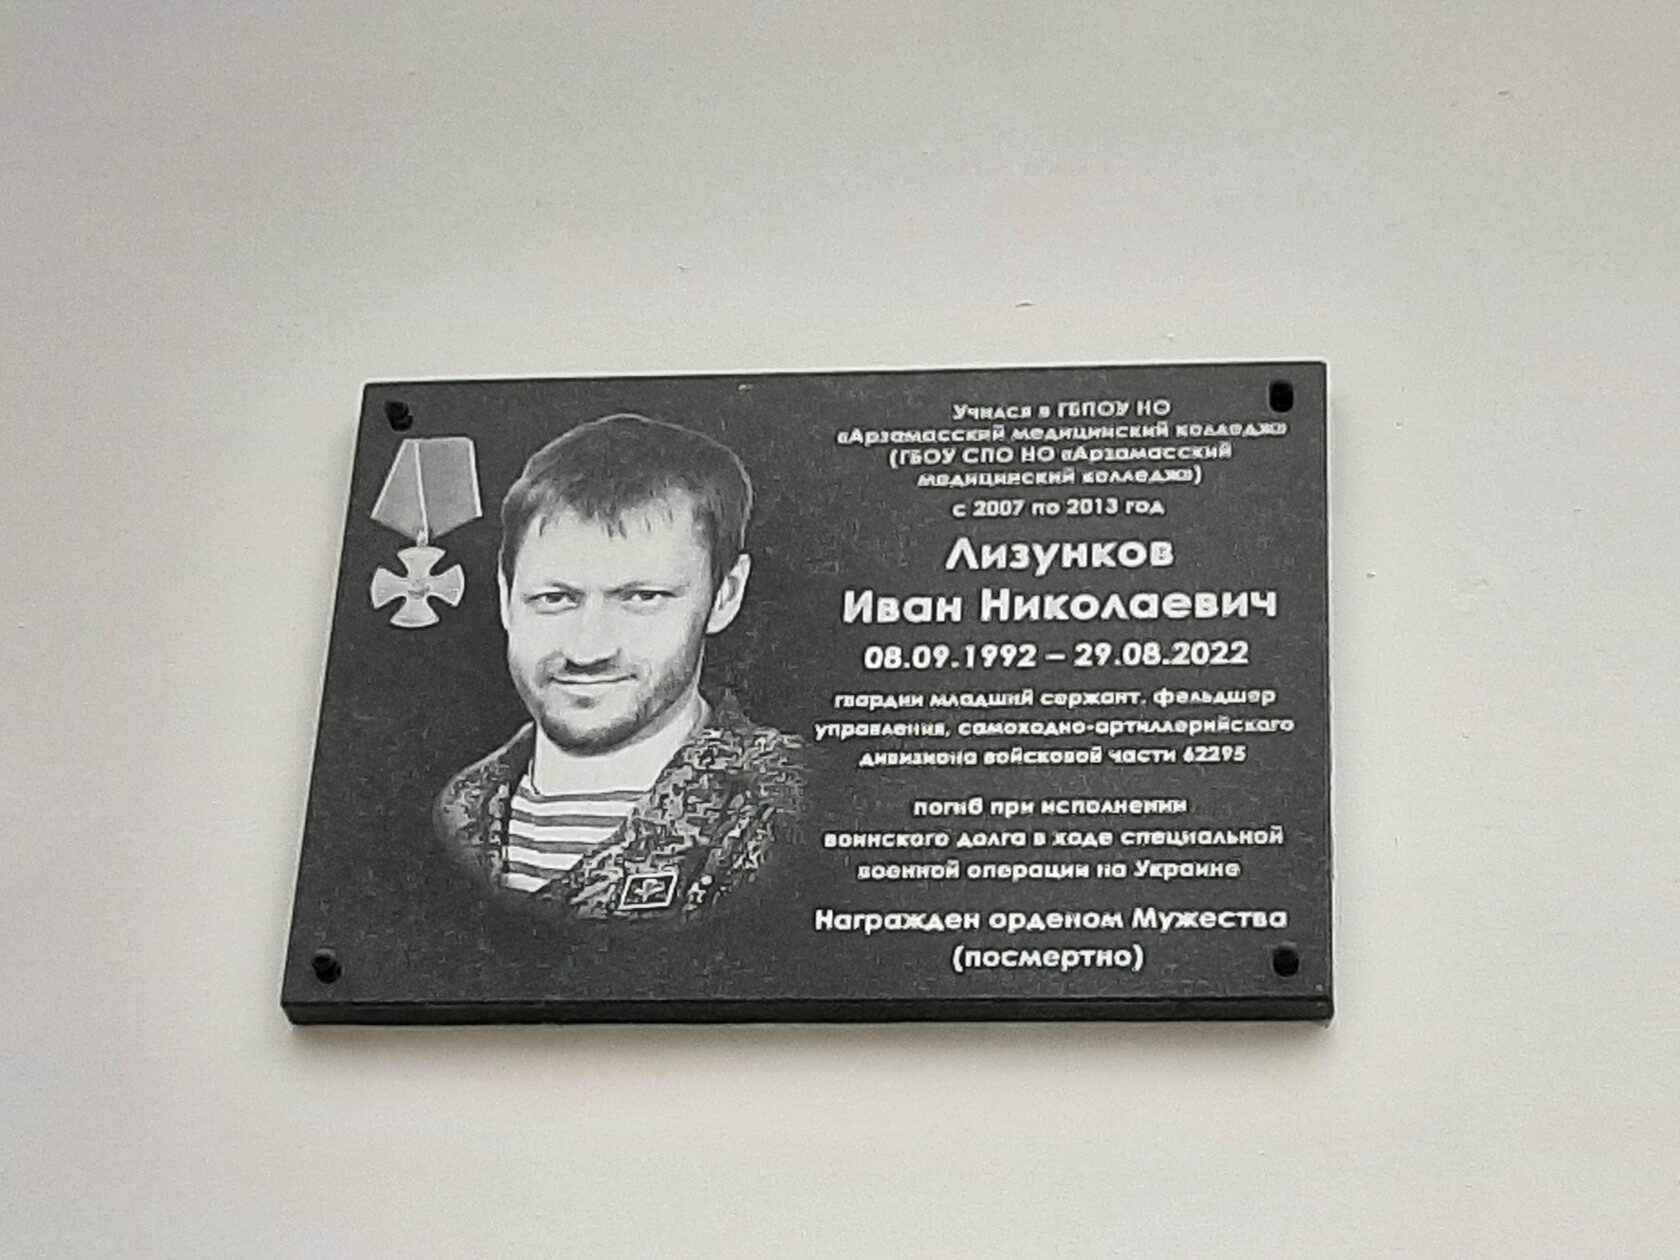 Учился в ГБПОУ НО
«Арзамасский медицинский колледж»
(ГБОУ СПО НО «Арзамасский
медицинский колледж»)
с 2007 по 2013 год
Лизунков
Иван Николаевич
08.09.1992 – 29.08.2022
гвардии младший сержант, фельдшер
управления, самоходно-артиллерийского
дивизиона войсковой части 62295
погиб при исполнении
воинского долга в ходе специальной
военной операции на Украине
Награжден орденом Мужества
(посмертно)